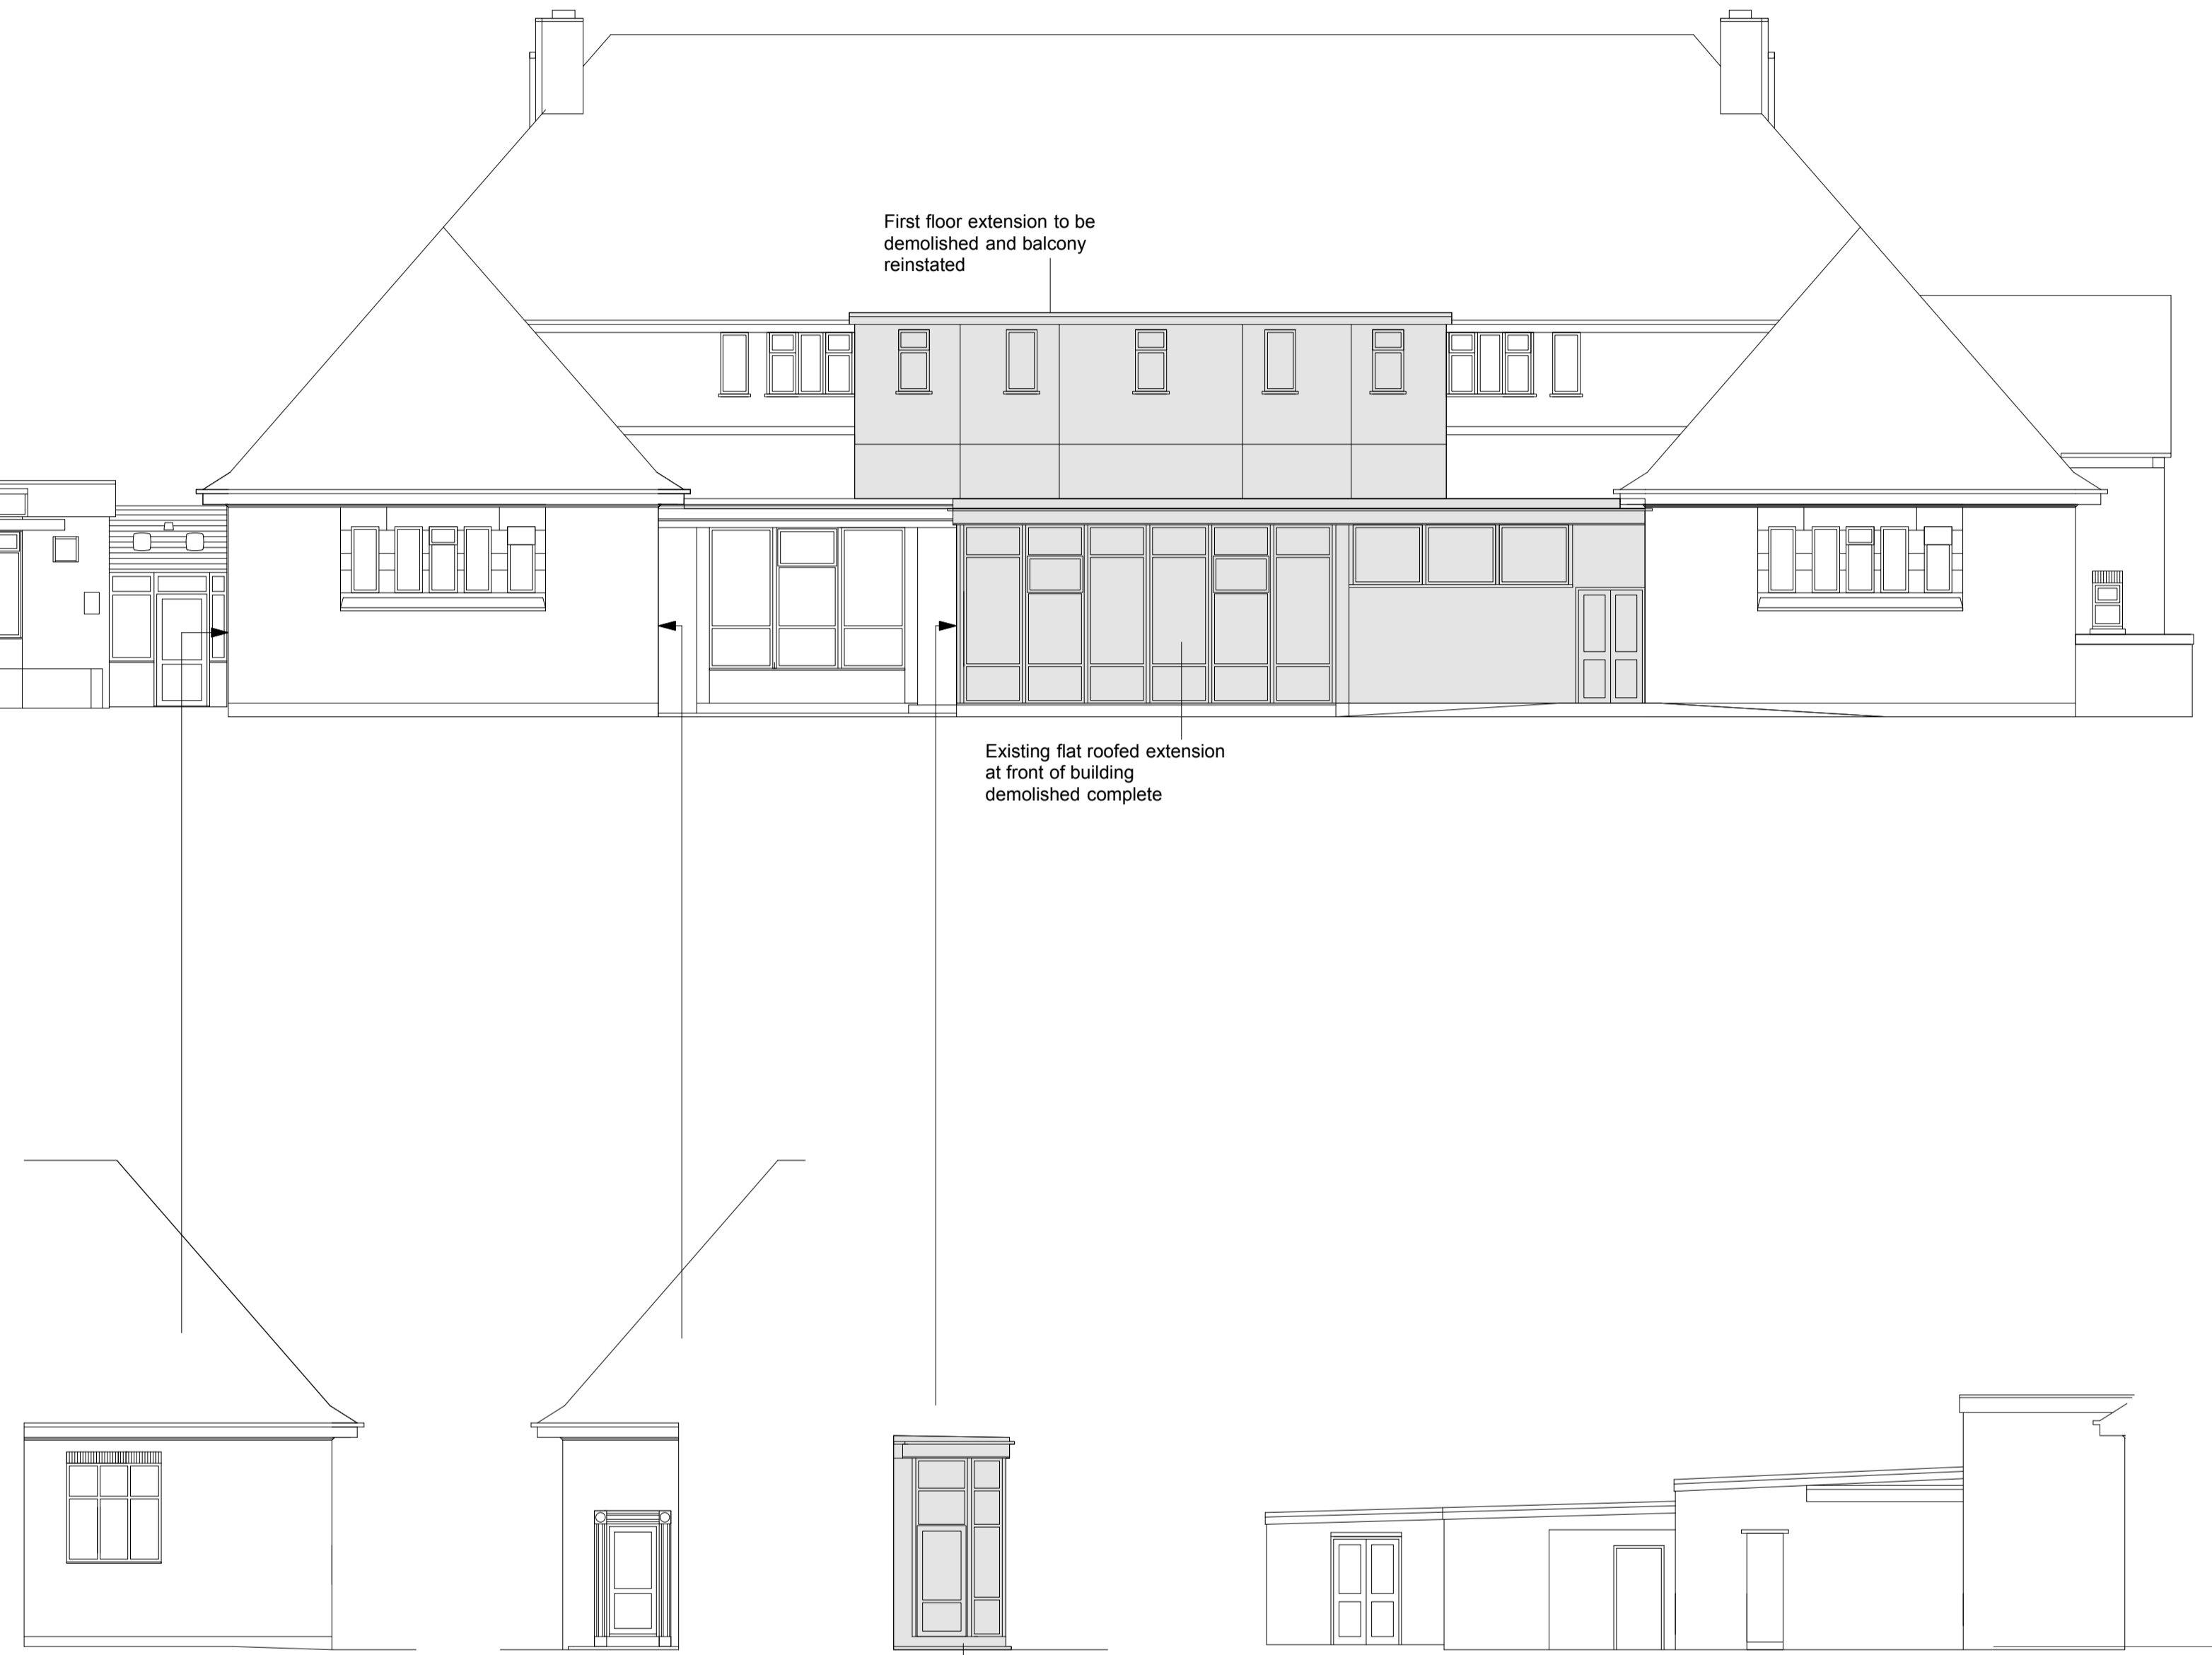 First floor extension to be
demolished and balcony
reinstated
Existing flat roofed extension
at front of building
demolished complete